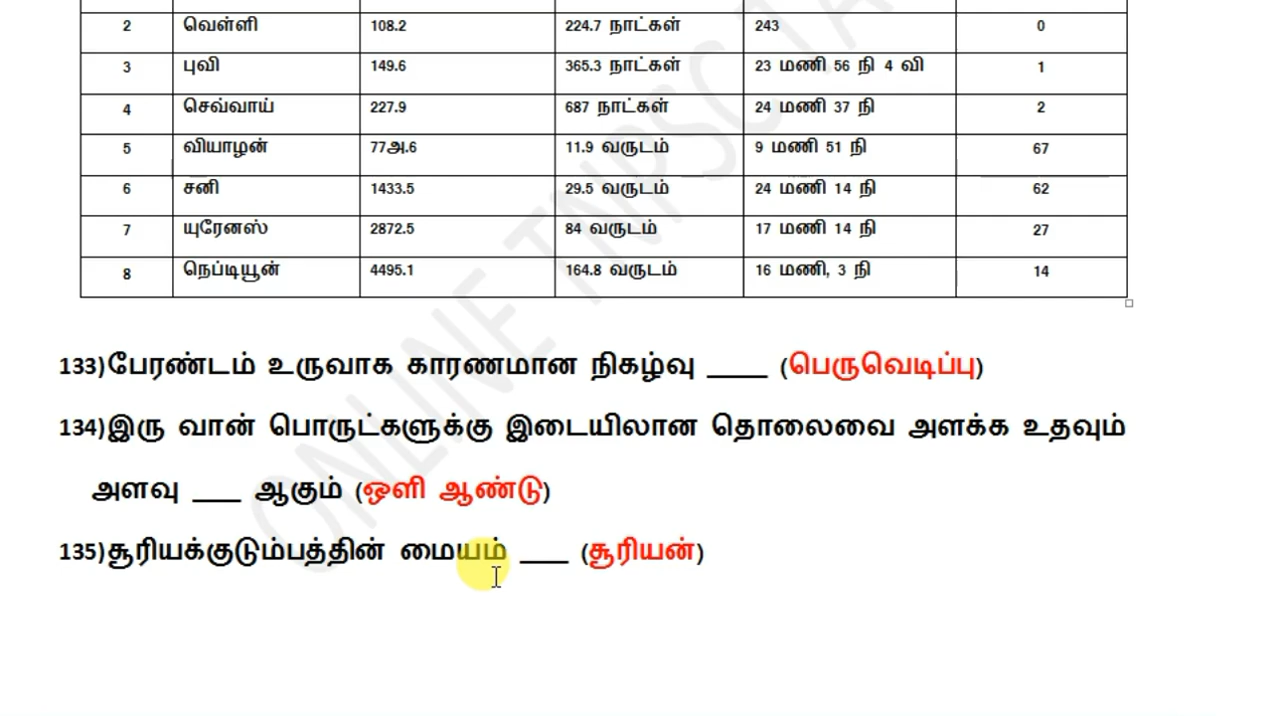 2 வெள்ளி 108.2 224.7 நாட்கள் 243 0
3 புவி 149.6 365.3 நாட்கள் 23 மணி 56 நி 4 வி 1
4 செவ்வாய் 227.9 687 நாட்கள் 24 மணி 37 நி 2
5 வியாழன் 77அ.6 11.9 வருடம் 9 மணி 51 நி 67
6 சனி 1433.5 29.5 வருடம் 24 மணி 14 நி 62
7 யுரேனஸ் 2872.5 84 வருடம் 17 மணி 14 நி 27
8 நெப்டியூன் 4495.1 164.8 வருடம் 16 மணி, 3 நி 14
133)பேரண்டம் உருவாக காரணமான நிகழ்வு ____ (பெருவெடிப்பு)
134)இரு வான் பொருட்களுக்கு இடையிலான தொலைவை அளக்க உதவும்
அளவு ___ ஆகும் (ஒளி ஆண்டு)
135)சூரியக்குடும்பத்தின் மையம் ___ (சூரியன்)
ONLINE TNPSC TA